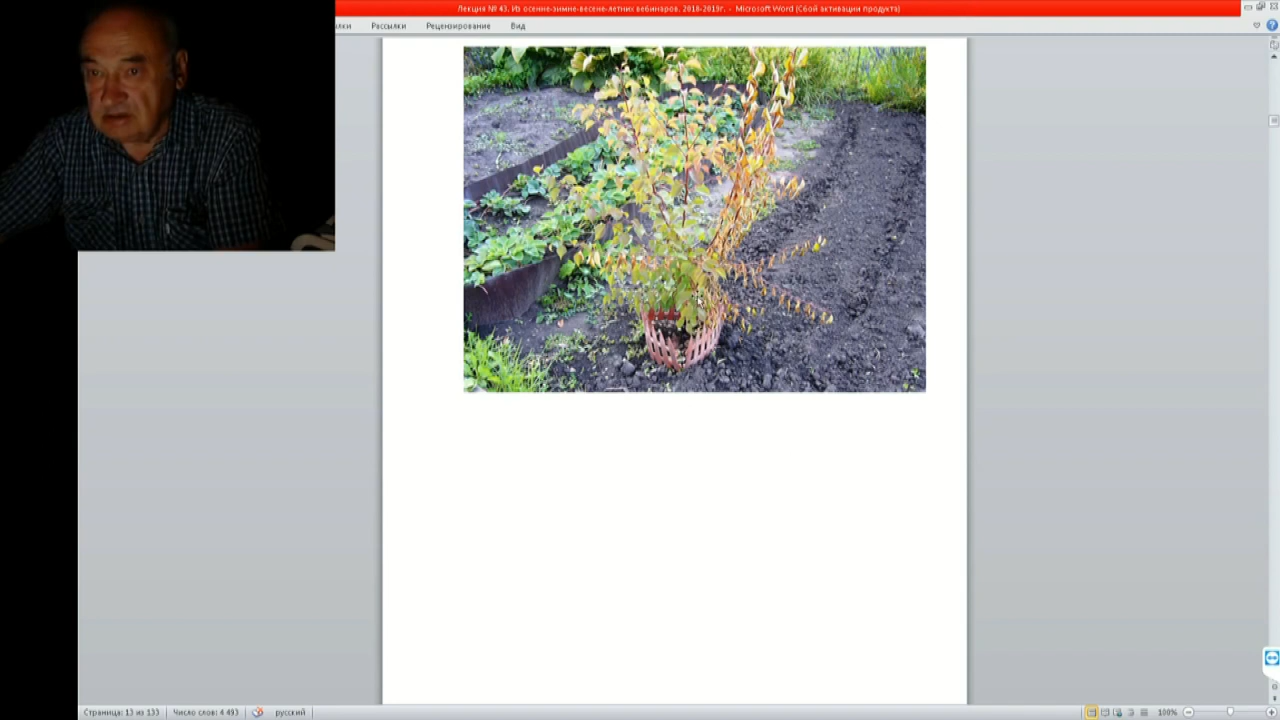 Лекция № 43. Из осенне-зимне-весене-летних вебинаров, 2018-2019г. - Microsoft Word (Сбой активации продукта)
Рассылки Рецензирование Вид
Страница: 13 из 133 Число слов: 4 493 русский 100%